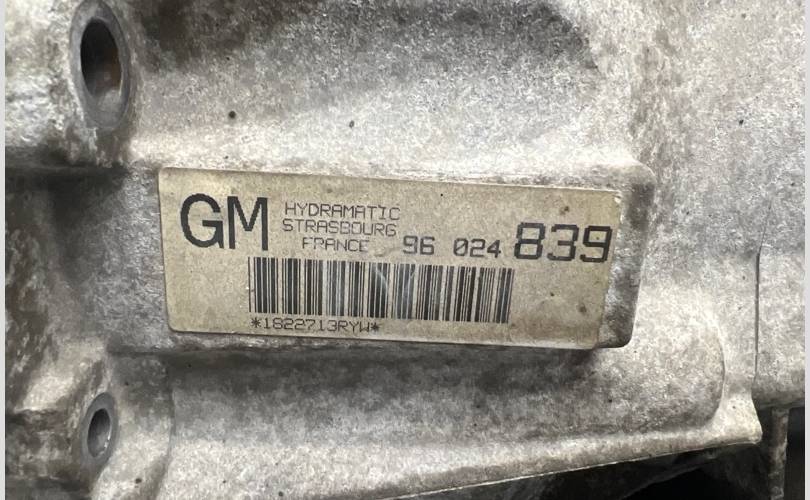 GM HYDRAMATIC
STRASBOURG
FRANCE 96 024 839
*1822713RYW*